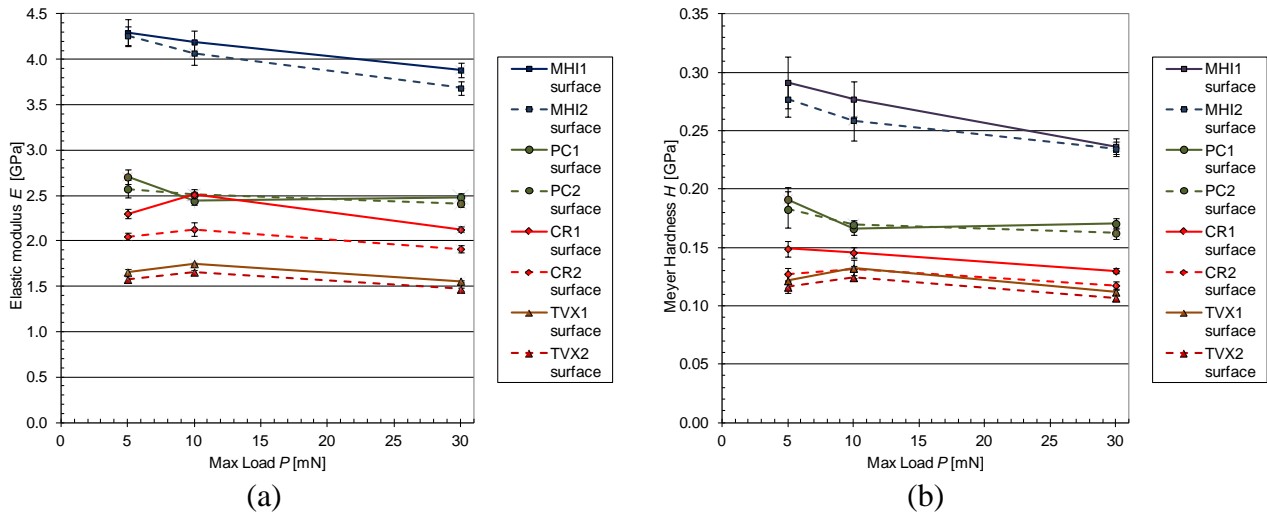 4.5
4.0
3.5
3.0
2.5
2.0
1.5
1.0
0.5
0.0
Elastic modulus E [GPa]
0 5 10 15 20 25 30
Max Load P [mN]
MHI1
surface
MHI2
surface
PC1
surface
PC2
surface
CR1
surface
CR2
surface
TVX1
surface
TVX2
surface
(a)
0.35
0.30
0.25
0.20
0.15
0.10
0.05
0.00
Meyer Hardness H [GPa]
0 5 10 15 20 25 30
Max Load P [mN]
MHI1
surface
MHI2
surface
PC1
surface
PC2
surface
CR1
surface
CR2
surface
TVX1
surface
TVX2
surface
(b)